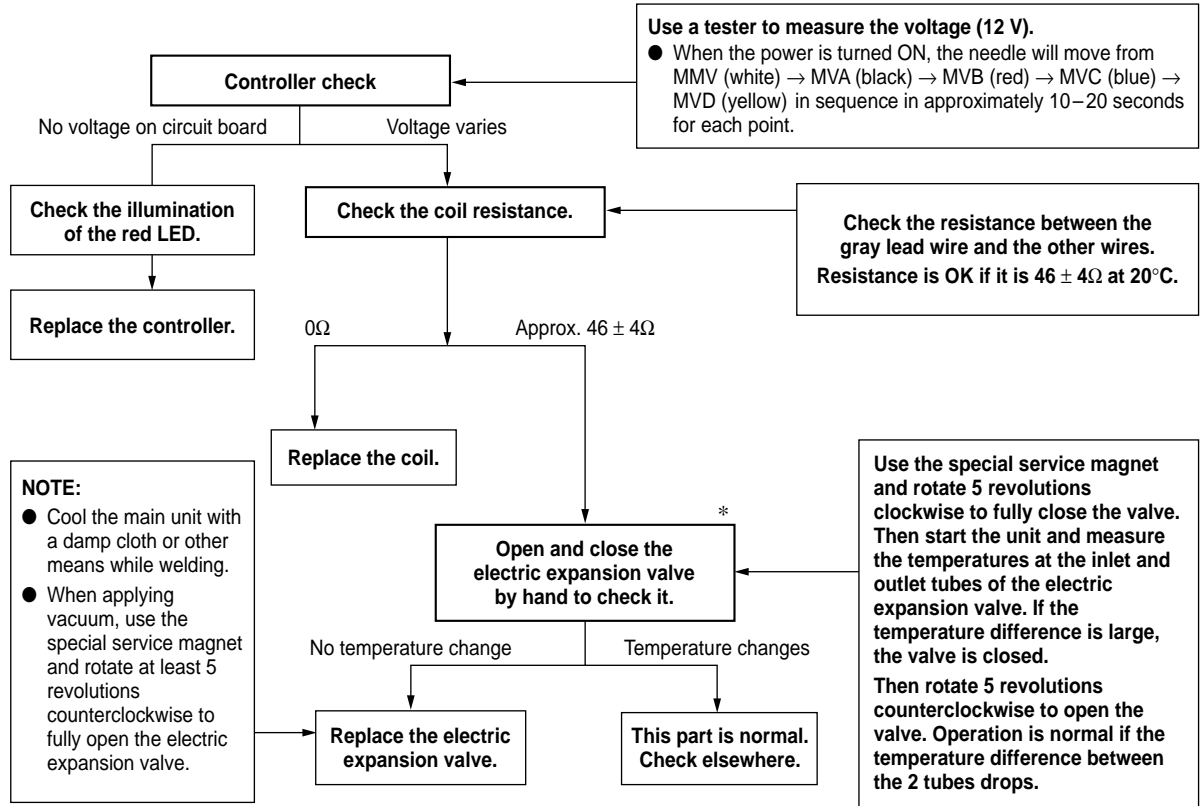 Use a tester to measure the voltage (12 V).
● When the power is turned ON, the needle will move from
MMV (white) → MVA (black) → MVB (red) → MVC (blue) →
MVD (yellow) in sequence in approximately 10–20 seconds
for each point.
Controller check
No voltage on circuit board
Voltage varies
Check the illumination
of the red LED.
Check the coil resistance.
Check the resistance between the
gray lead wire and the other wires.
Resistance is OK if it is 46 ± 4Ω at 20°C.
Replace the controller.
0Ω
Approx. 46 ± 4Ω
Replace the coil.
NOTE:
● Cool the main unit with
a damp cloth or other
means while welding.
● When applying
vacuum, use the
special service magnet
and rotate at least 5
revolutions
counterclockwise to
fully open the electric
expansion valve.
*
Open and close the
electric expansion valve
by hand to check it.
Use the special service magnet
and rotate 5 revolutions
clockwise to fully close the valve.
Then start the unit and measure
the temperatures at the inlet and
outlet tubes of the electric
expansion valve. If the
temperature difference is large,
the valve is closed.
Then rotate 5 revolutions
counterclockwise to open the
valve. Operation is normal if the
temperature difference between
the 2 tubes drops.
No temperature change
Temperature changes
Replace the electric
expansion valve.
This part is normal.
Check elsewhere.